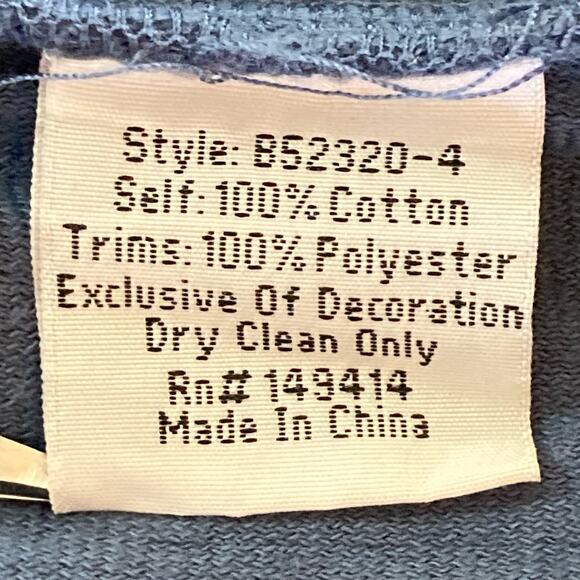 Style: B52320-4
Self: 100% Cotton
Trims: 100% Polyester
Exclusive Of Decoration
Dry Clean Only
Rn# 149414
Made In China